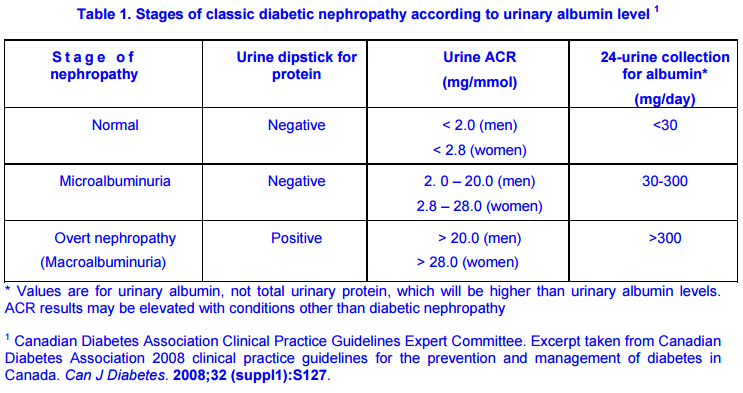 Table 1. Stages of classic diabetic nephropathy according to urinary albumin level 1
Stage of nephropathy
Urine dipstick for protein
Urine ACR (mg/mmol)
24-urine collection for albumin* (mg/day)
Normal
Negative
< 2.0 (men)
< 2.8 (women)
<30
Microalbuminuria
Negative
2. 0 – 20.0 (men)
2.8 – 28.0 (women)
30-300
Overt nephropathy (Macroalbuminuria)
Positive
> 20.0 (men)
> 28.0 (women)
>300
* Values are for urinary albumin, not total urinary protein, which will be higher than urinary albumin levels.
ACR results may be elevated with conditions other than diabetic nephropathy
1 Canadian Diabetes Association Clinical Practice Guidelines Expert Committee. Excerpt taken from Canadian
Diabetes Association 2008 clinical practice guidelines for the prevention and management of diabetes in
Canada. Can J Diabetes. 2008;32 (suppl1):S127.